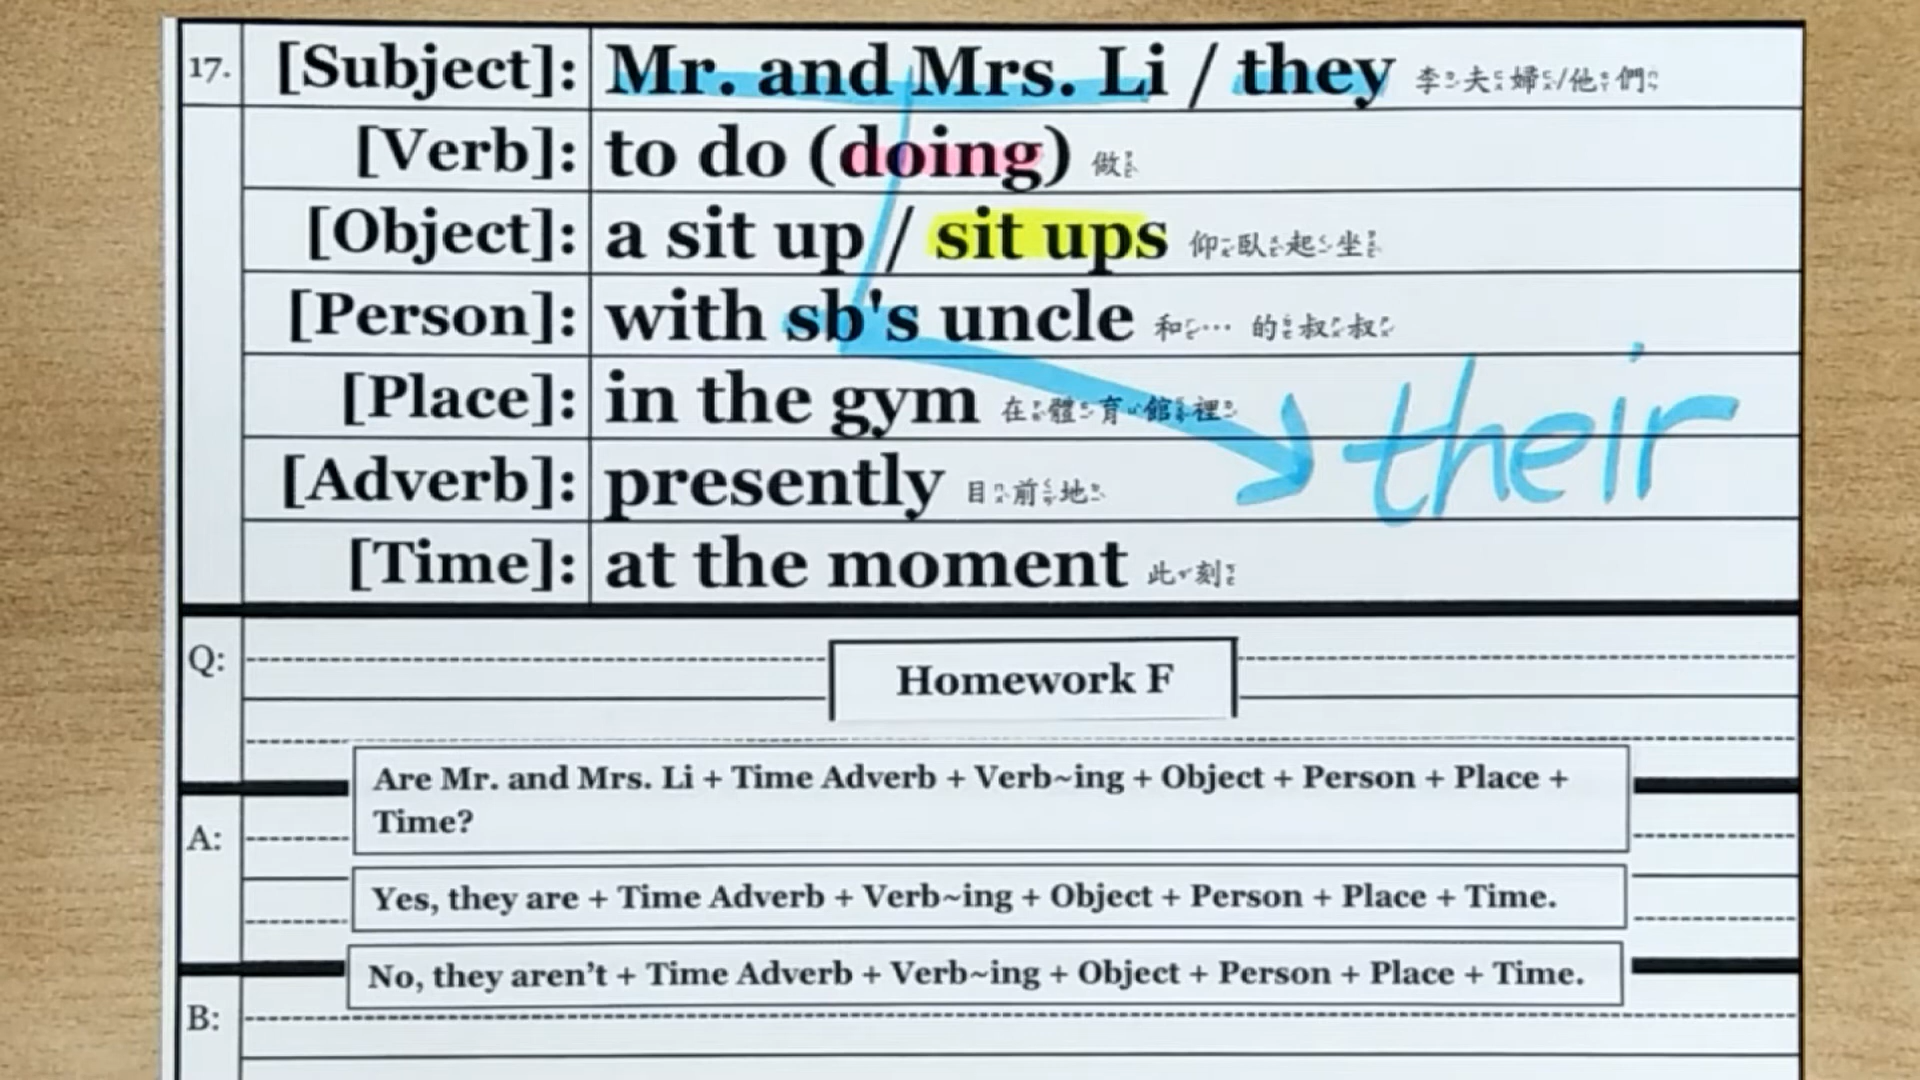 17. [Subject]: Mr. and Mrs. Li / they 李夫婦/他們
[Verb]: to do (doing) 做
[Object]: a sit up / sit ups 仰臥起坐
[Person]: with sb's uncle 和… 的叔叔
[Place]: in the gym 在體育館裡
their
[Adverb]: presently 目前地
[Time]: at the moment 此刻
Q:
Homework F
Are Mr. and Mrs. Li + Time Adverb + Verb~ing + Object + Person + Place +
Time?
A:
Yes, they are + Time Adverb + Verb~ing + Object + Person + Place + Time.
No, they aren't + Time Adverb + Verb~ing + Object + Person + Place + Time.
B: